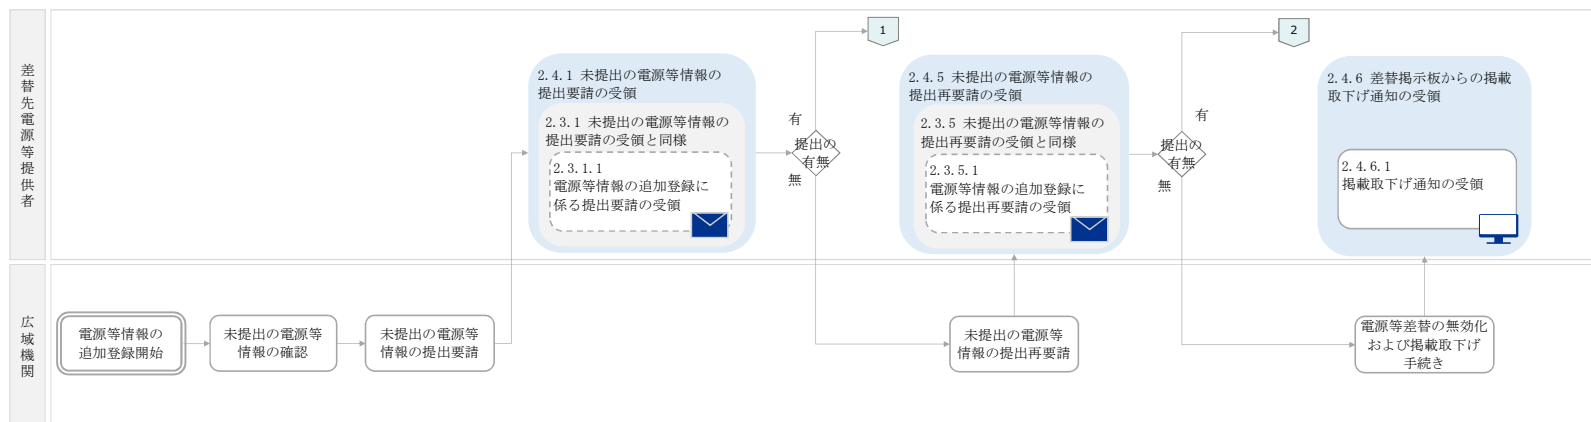 差替先電源等提供者
1
2
2.4.1 未提出の電源等情報の
提出要請の受領
2.3.1 未提出の電源等情報の
提出要請の受領と同様
2.3.1.1
電源等情報の追加登録に
係る提出要請の受領
有
提出の
有無
無
2.4.5 未提出の電源等情報の
提出再要請の受領
2.3.5 未提出の電源等情報の
提出再要請の受領と同様
2.3.5.1
電源等情報の追加登録に
係る提出再要請の受領
有
提出の
有無
無
2.4.6 差替掲示板からの掲載
取下げ通知の受領
2.4.6.1
掲載取下げ通知の受領
広域機関
電源等情報の
追加登録開始
未提出の電源等
情報の確認
未提出の電源等
情報の提出要請
未提出の電源等
情報の提出再要請
電源等差替の無効化
および掲載取下げ
手続き